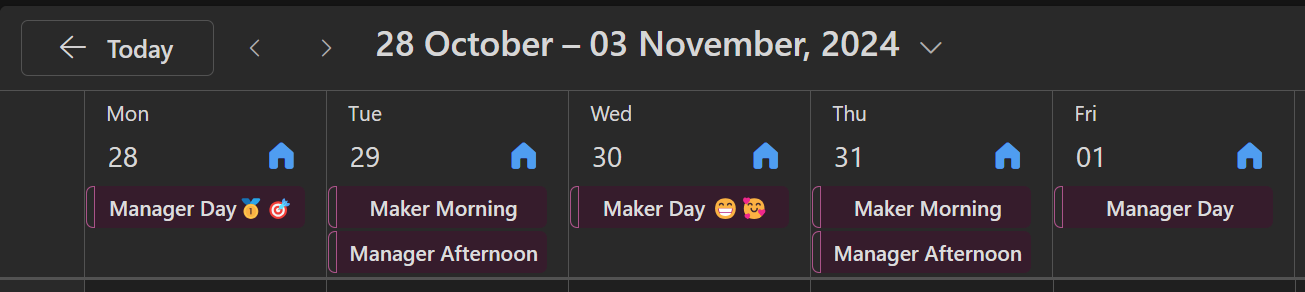 Today
28 October – 03 November, 2024
Mon
28
Manager Day🥇 🎯
Tue
29
Maker Morning
Manager Afternoon
Wed
30
Maker Day 😁 🥰
Thu
31
Maker Morning
Manager Afternoon
Fri
01
Manager Day